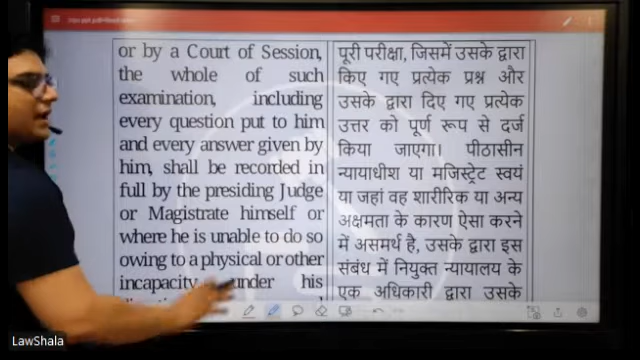 or by a Court of Session,
the whole of such
examination, including
every question put to him
and every answer given by
him, shall be recorded in
full by the presiding Judge
or Magistrate himself or
where he is unable to do so
owing to a physical or other
incapacity under his
पूरी परीक्षा, जिसमें उसके द्वारा
किए गए प्रत्येक प्रश्न और
उसके द्वारा दिए गए प्रत्येक
उत्तर को पूर्ण रूप से दर्ज
किया जाएगा। पीठासीन
न्यायाधीश या मजिस्ट्रेट स्वयं
या जहां वह शारीरिक या अन्य
अक्षमता के कारण ऐसा करने
में असमर्थ है, उसके द्वारा इस
संबंध में नियुक्त न्यायालय के
एक अधिकारी द्वारा उसके
LawShala